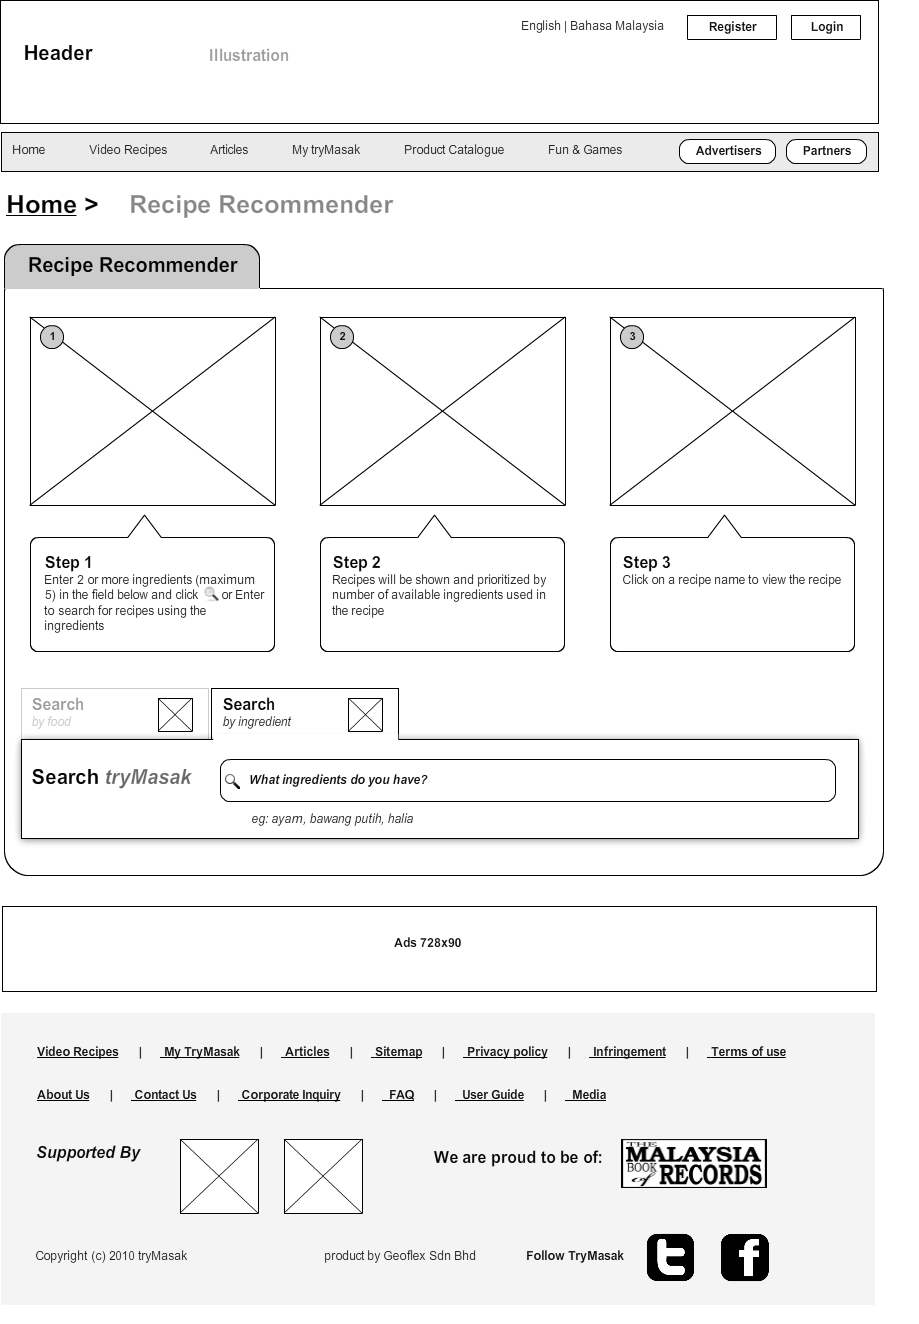 English | Bahasa Malaysia
Register
Login
Header
Illustration
Home
Video Recipes
Articles
My tryMasak
Product Catalogue
Fun & Games
Advertisers
Partners
Home >
Recipe Recommender
Recipe Recommender
1
2
3
Step 1
Enter 2 or more ingredients (maximum
5) in the field below and click or Enter
to search for recipes using the
ingredients
Step 2
Recipes will be shown and prioritized by
number of available ingredients used in
the recipe
Step 3
Click on a recipe name to view the recipe
Search
by food
Search
by ingredient
Search tryMasak
What ingredients do you have?
eg: ayam, bawang putih, halia
Ads 728x90
Video Recipes | My TryMasak | Articles | Sitemap | Privacy policy | Infringement | Terms of use
About Us | Contact Us | Corporate Inquiry | FAQ | User Guide | Media
Supported By
We are proud to be of:
THE
MALAYSIA
BOOK
of RECORDS
Copyright (c) 2010 tryMasak
product by Geoflex Sdn Bhd
Follow TryMasak